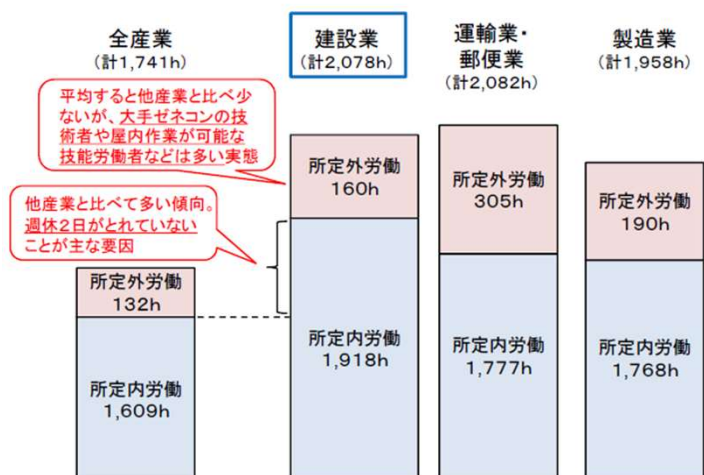 全産業
(計1,741h)
建設業
(計2,078h)
運輸業・
郵便業
(計2,082h)
製造業
(計1,958h)
平均すると他産業と比べ少
ないが、大手ゼネコンの技
術者や屋内作業が可能な
技能労働者などは多い実態
他産業と比べて多い傾向。
週休2日がとれていない
ことが主な要因
所定外労働
132h
所定内労働
1,609h
所定外労働
160h
所定内労働
1,918h
所定外労働
305h
所定内労働
1,777h
所定外労働
190h
所定内労働
1,768h